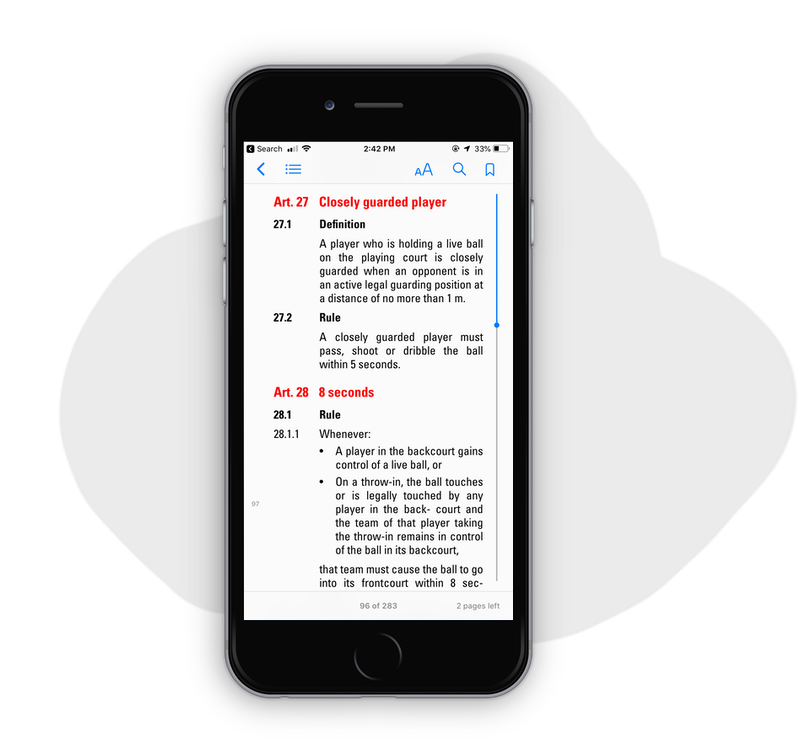 Search 2:42 PM 33%
AA
Art. 27 Closely guarded player
27.1 Definition
A player who is holding a live ball
on the playing court is closely
guarded when an opponent is in
an active legal guarding position at
a distance of no more than 1 m.
27.2 Rule
A closely guarded player must
pass, shoot or dribble the ball
within 5 seconds.
Art. 28 8 seconds
28.1 Rule
28.1.1 Whenever:
• A player in the backcourt gains
control of a live ball, or
• On a throw-in, the ball touches
or is legally touched by any
player in the back- court and
97
the team of that player taking
the throw-in remains in control
of the ball in its backcourt,
that team must cause the ball to go
into its frontcourt within 8 sec-
96 of 283 2 pages left